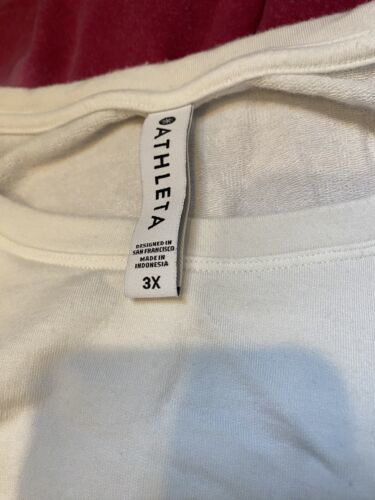 ATHLETA
DESIGNED IN
SAN FRANCISCO
MADE IN
INDONESIA
3X